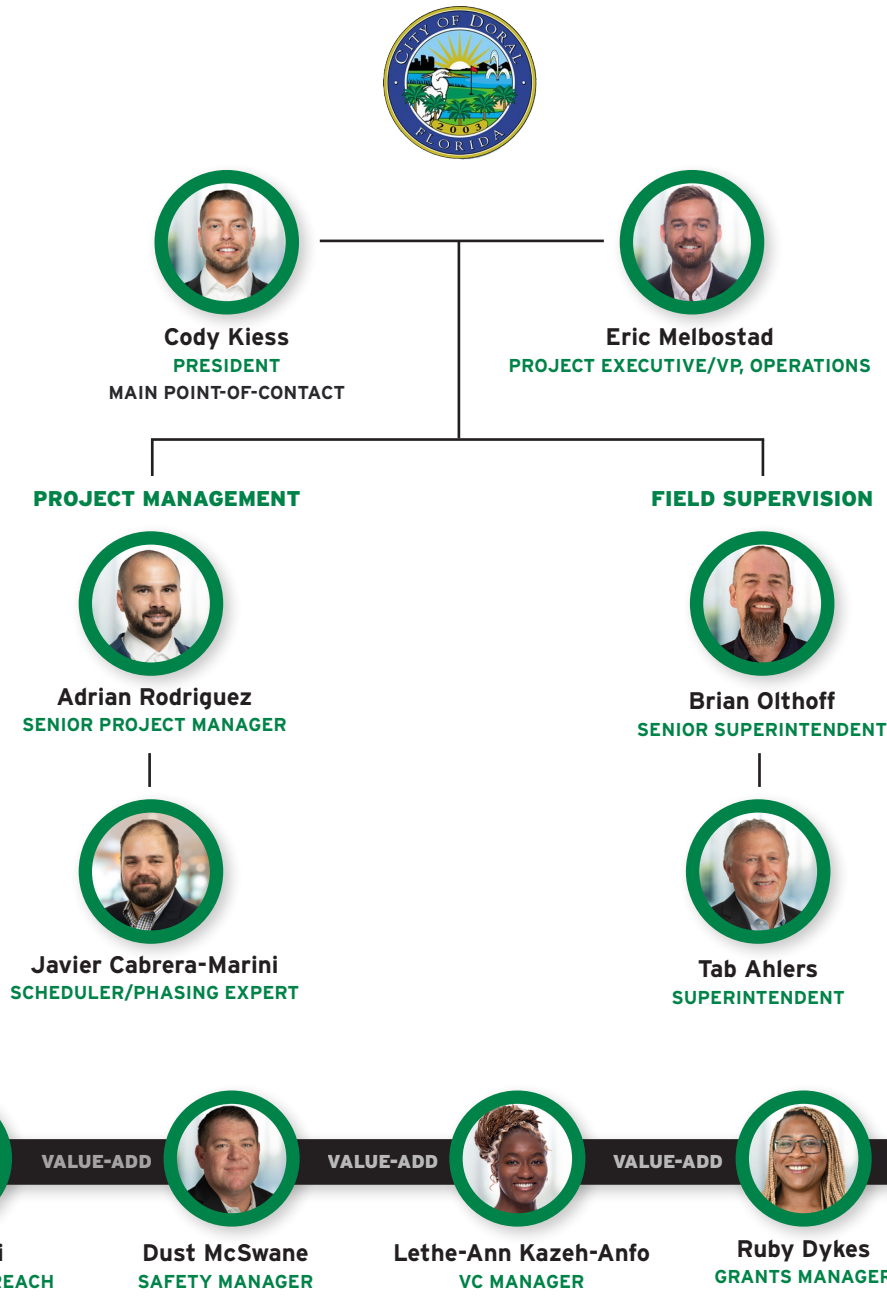 CITY OF DORAL
2003
FLORIDA
Cody Kiess
PRESIDENT
MAIN POINT-OF-CONTACT
Eric Melbostad
PROJECT EXECUTIVE/VP, OPERATIONS
PROJECT MANAGEMENT
FIELD SUPERVISION
Adrian Rodriguez
SENIOR PROJECT MANAGER
Brian Olthoff
SENIOR SUPERINTENDENT
Javier Cabrera-Marini
SCHEDULER/PHASING EXPERT
Tab Ahlers
SUPERINTENDENT
VALUE-ADD
VALUE-ADD
VALUE-ADD
i
REACH
Dust McSwane
SAFETY MANAGER
Lethe-Ann Kazeh-Anfo
VC MANAGER
Ruby Dykes
GRANTS MANAGER